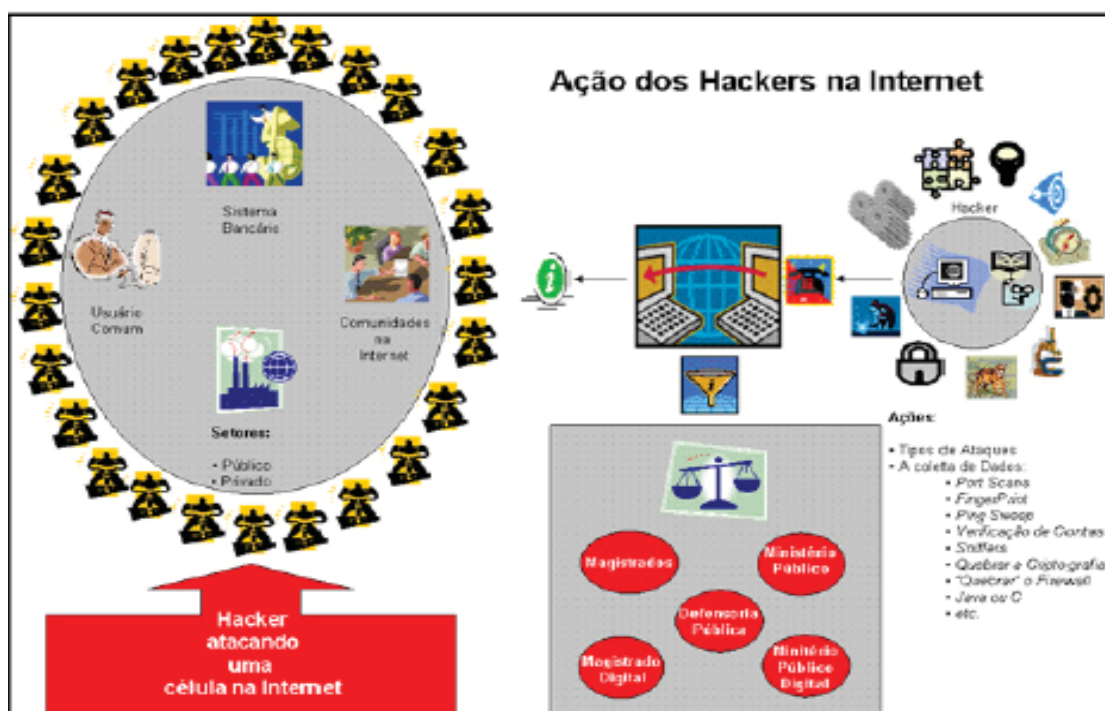 Ação dos Hackers na Internet
Sistema
Bancário
Usuário
Comum
Comunidades
na
Internet
Setores:
• Público
• Privado
Hacker
atacando
uma
célula na Internet
Hacker
Ações:
• Tipos de Ataques
• A coleta de Dados:
• Port Scans
• FingerPrint
• Ping Sweep
• Verificação de Contas
• Sniffers
• Quebrar a Criptografia
• "Quebrar" o Firewall
• Java ou C
• etc.
Magistrados
Ministério
Público
Defensoria
Pública
Magistrado
Digital
Minitério
Público
Digital